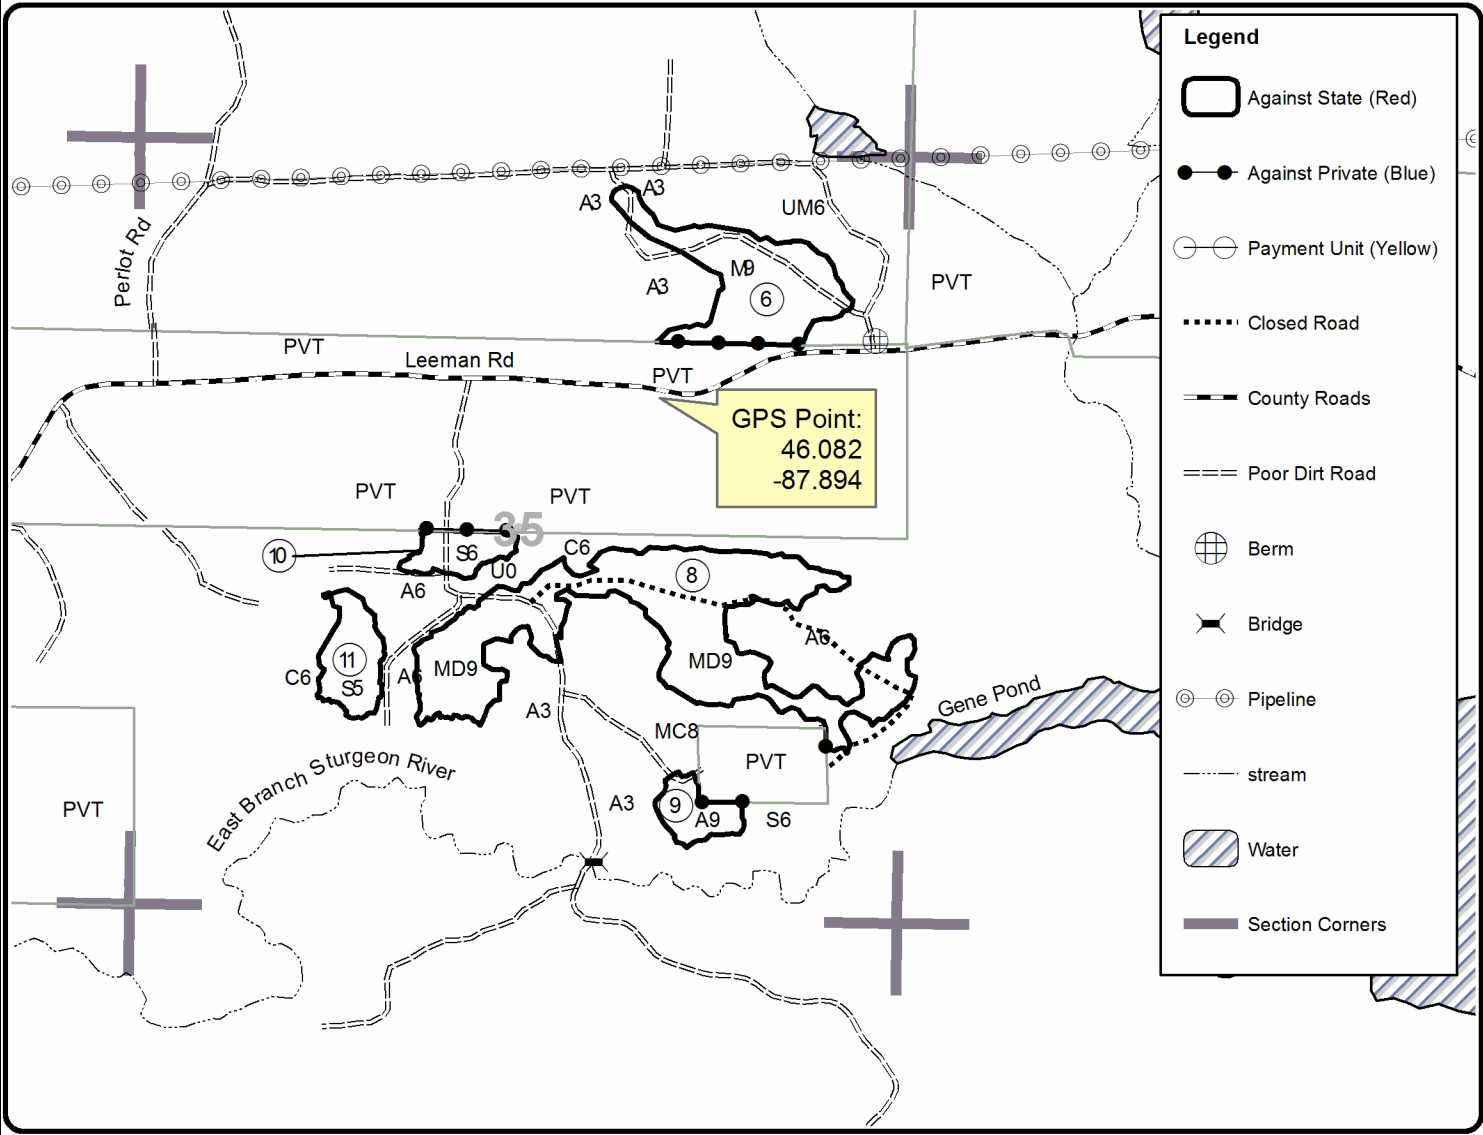 Legend
Against State (Red)
Against Private (Blue)
Payment Unit (Yellow)
Closed Road
County Roads
Poor Dirt Road
Berm
Bridge
Pipeline
stream
Water
Section Corners
A3
A3
UM6
Perlot Rd
M9
PVT
A3
6
PVT
Leeman Rd
PVT
GPS Point:
46.082
-87.894
PVT
PVT
35
10
S6
C6
U0
8
A6
A6
11
MD9
MD9
C6
S5
A6
A3
Gene Pond
MC8
PVT
East Branch Sturgeon River
PVT
A3
9
A9
S6